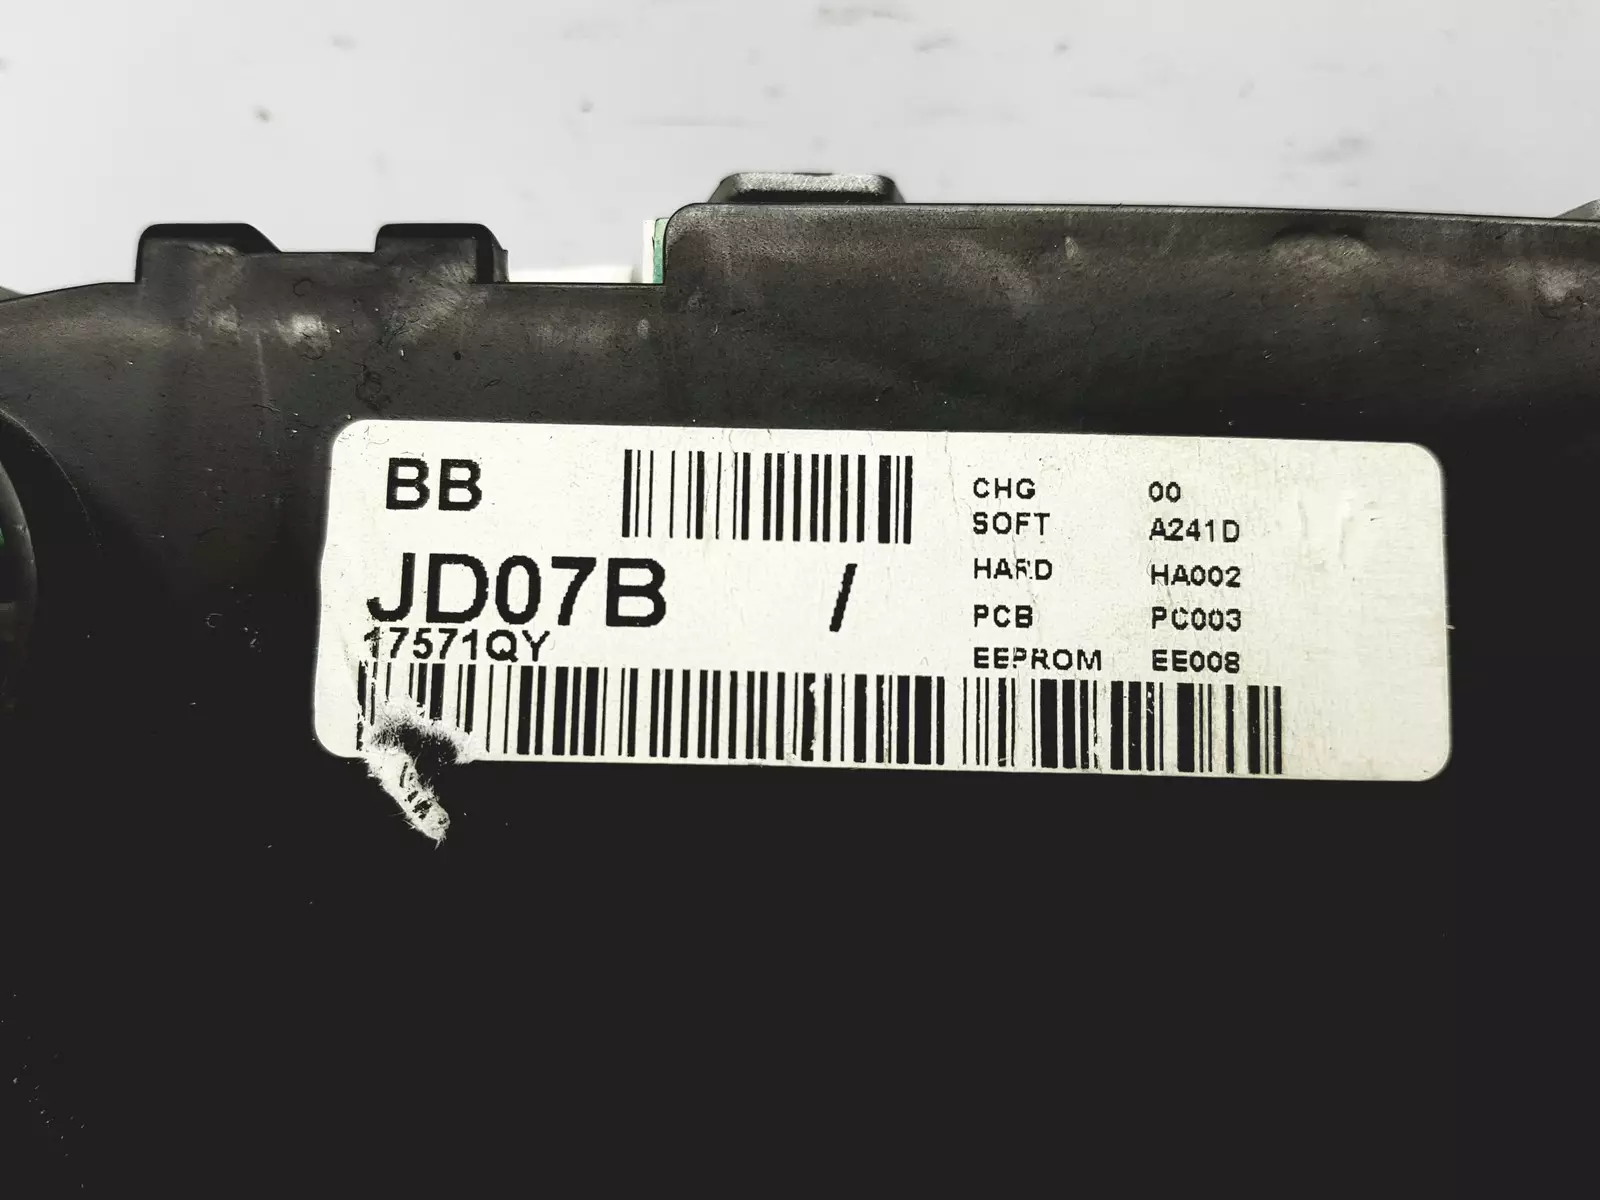 BB
JD07B /
17571QY
CHG 00
SOFT A241D
HARD HA002
PCB PC003
EEPROM EE008